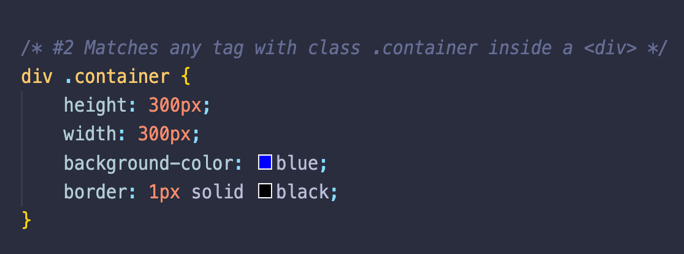 /* #2 Matches any tag with class .container inside a <div> */
div .container {
    height: 300px;
    width: 300px;
    background-color: blue;
    border: 1px solid black;
}